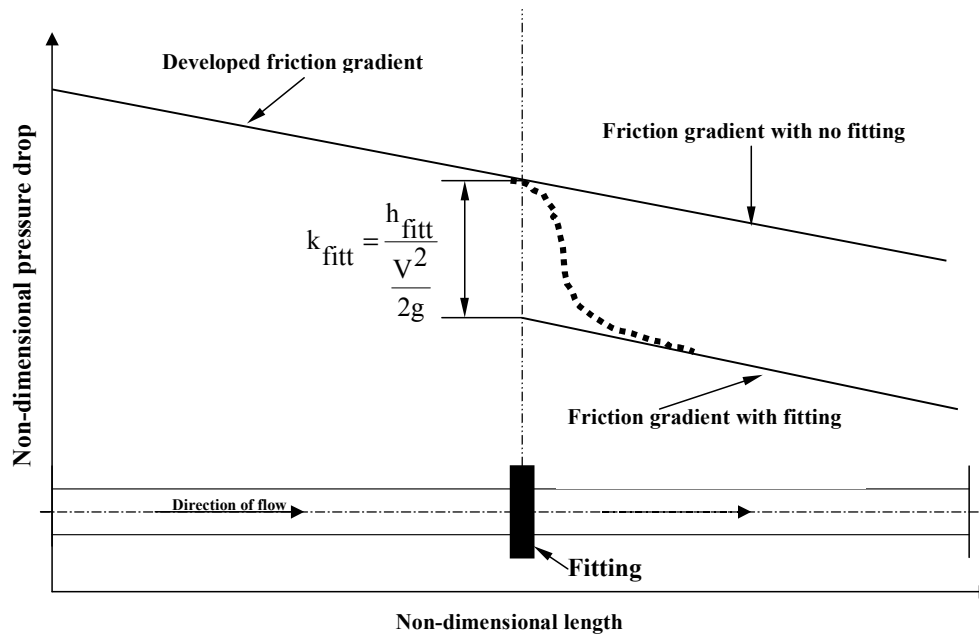 Developed friction gradient
Friction gradient with no fitting
k_fitt = h_fitt / (V^2 / 2g)
Friction gradient with fitting
Non-dimensional pressure drop
Direction of flow
Fitting
Non-dimensional length